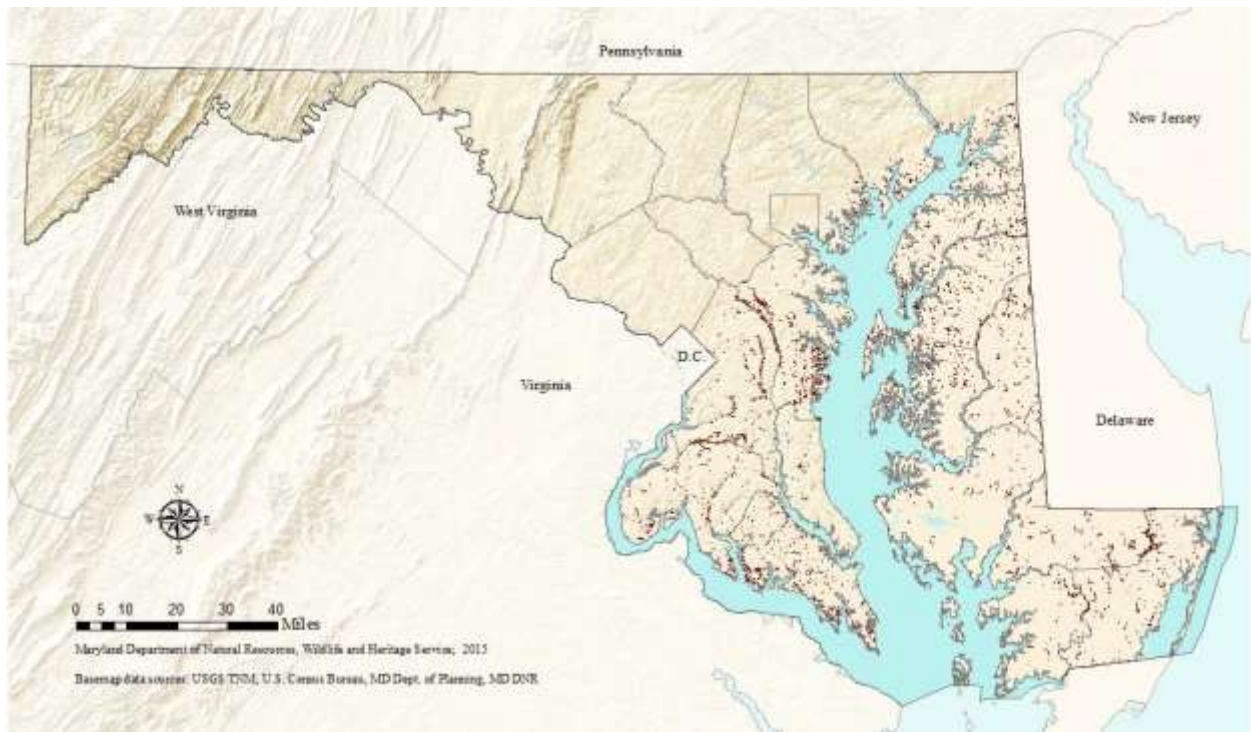 Pennsylvania
New Jersey
West Virginia
D.C.
Virginia
Delaware
N
W E
S
0 5 10 20 30 40
Miles
Maryland Department of Natural Resources, Wildlife and Heritage Service, 2015
Basemap data sources: USGS TNM, U.S. Census Bureau, MD Dept. of Planning, MD DNR